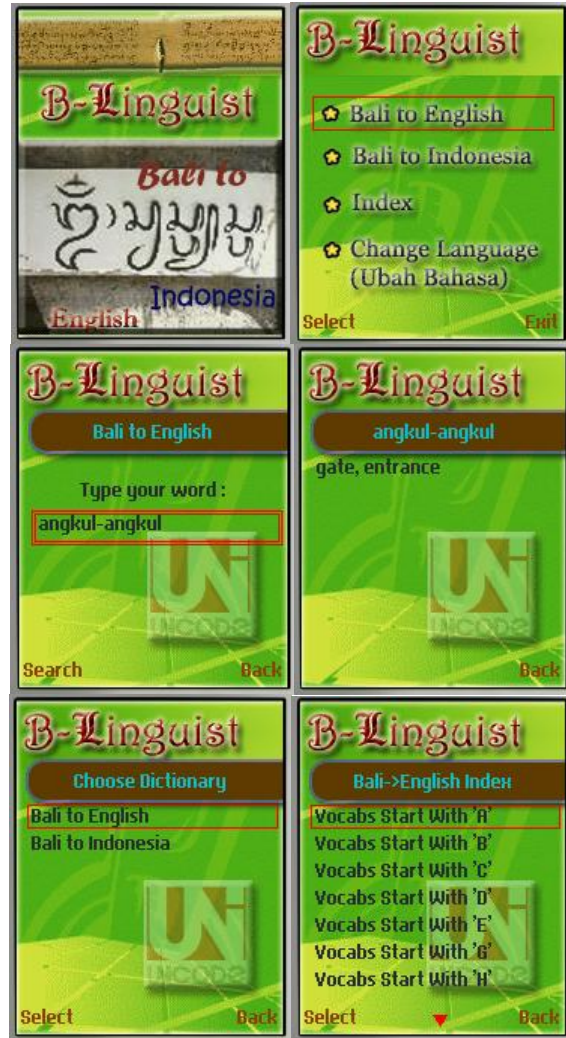 B-Linguist
Bali to
Indonesia
English
B-Linguist
Bali to English
Bali to Indonesia
Index
Change Language
(Ubah Bahasa)
Select Exit
B-Linguist
Bali to English
Type your word :
angkul-angkul
Search Back
B-Linguist
angkul-angkul
gate, entrance
Back
B-Linguist
Choose Dictionary
Bali to English
Bali to Indonesia
Select Back
B-Linguist
Bali->English Index
Vocabs Start With 'A'
Vocabs Start With 'B'
Vocabs Start With 'C'
Vocabs Start With 'D'
Vocabs Start With 'E'
Vocabs Start With 'G'
Vocabs Start With 'H'
Select Back